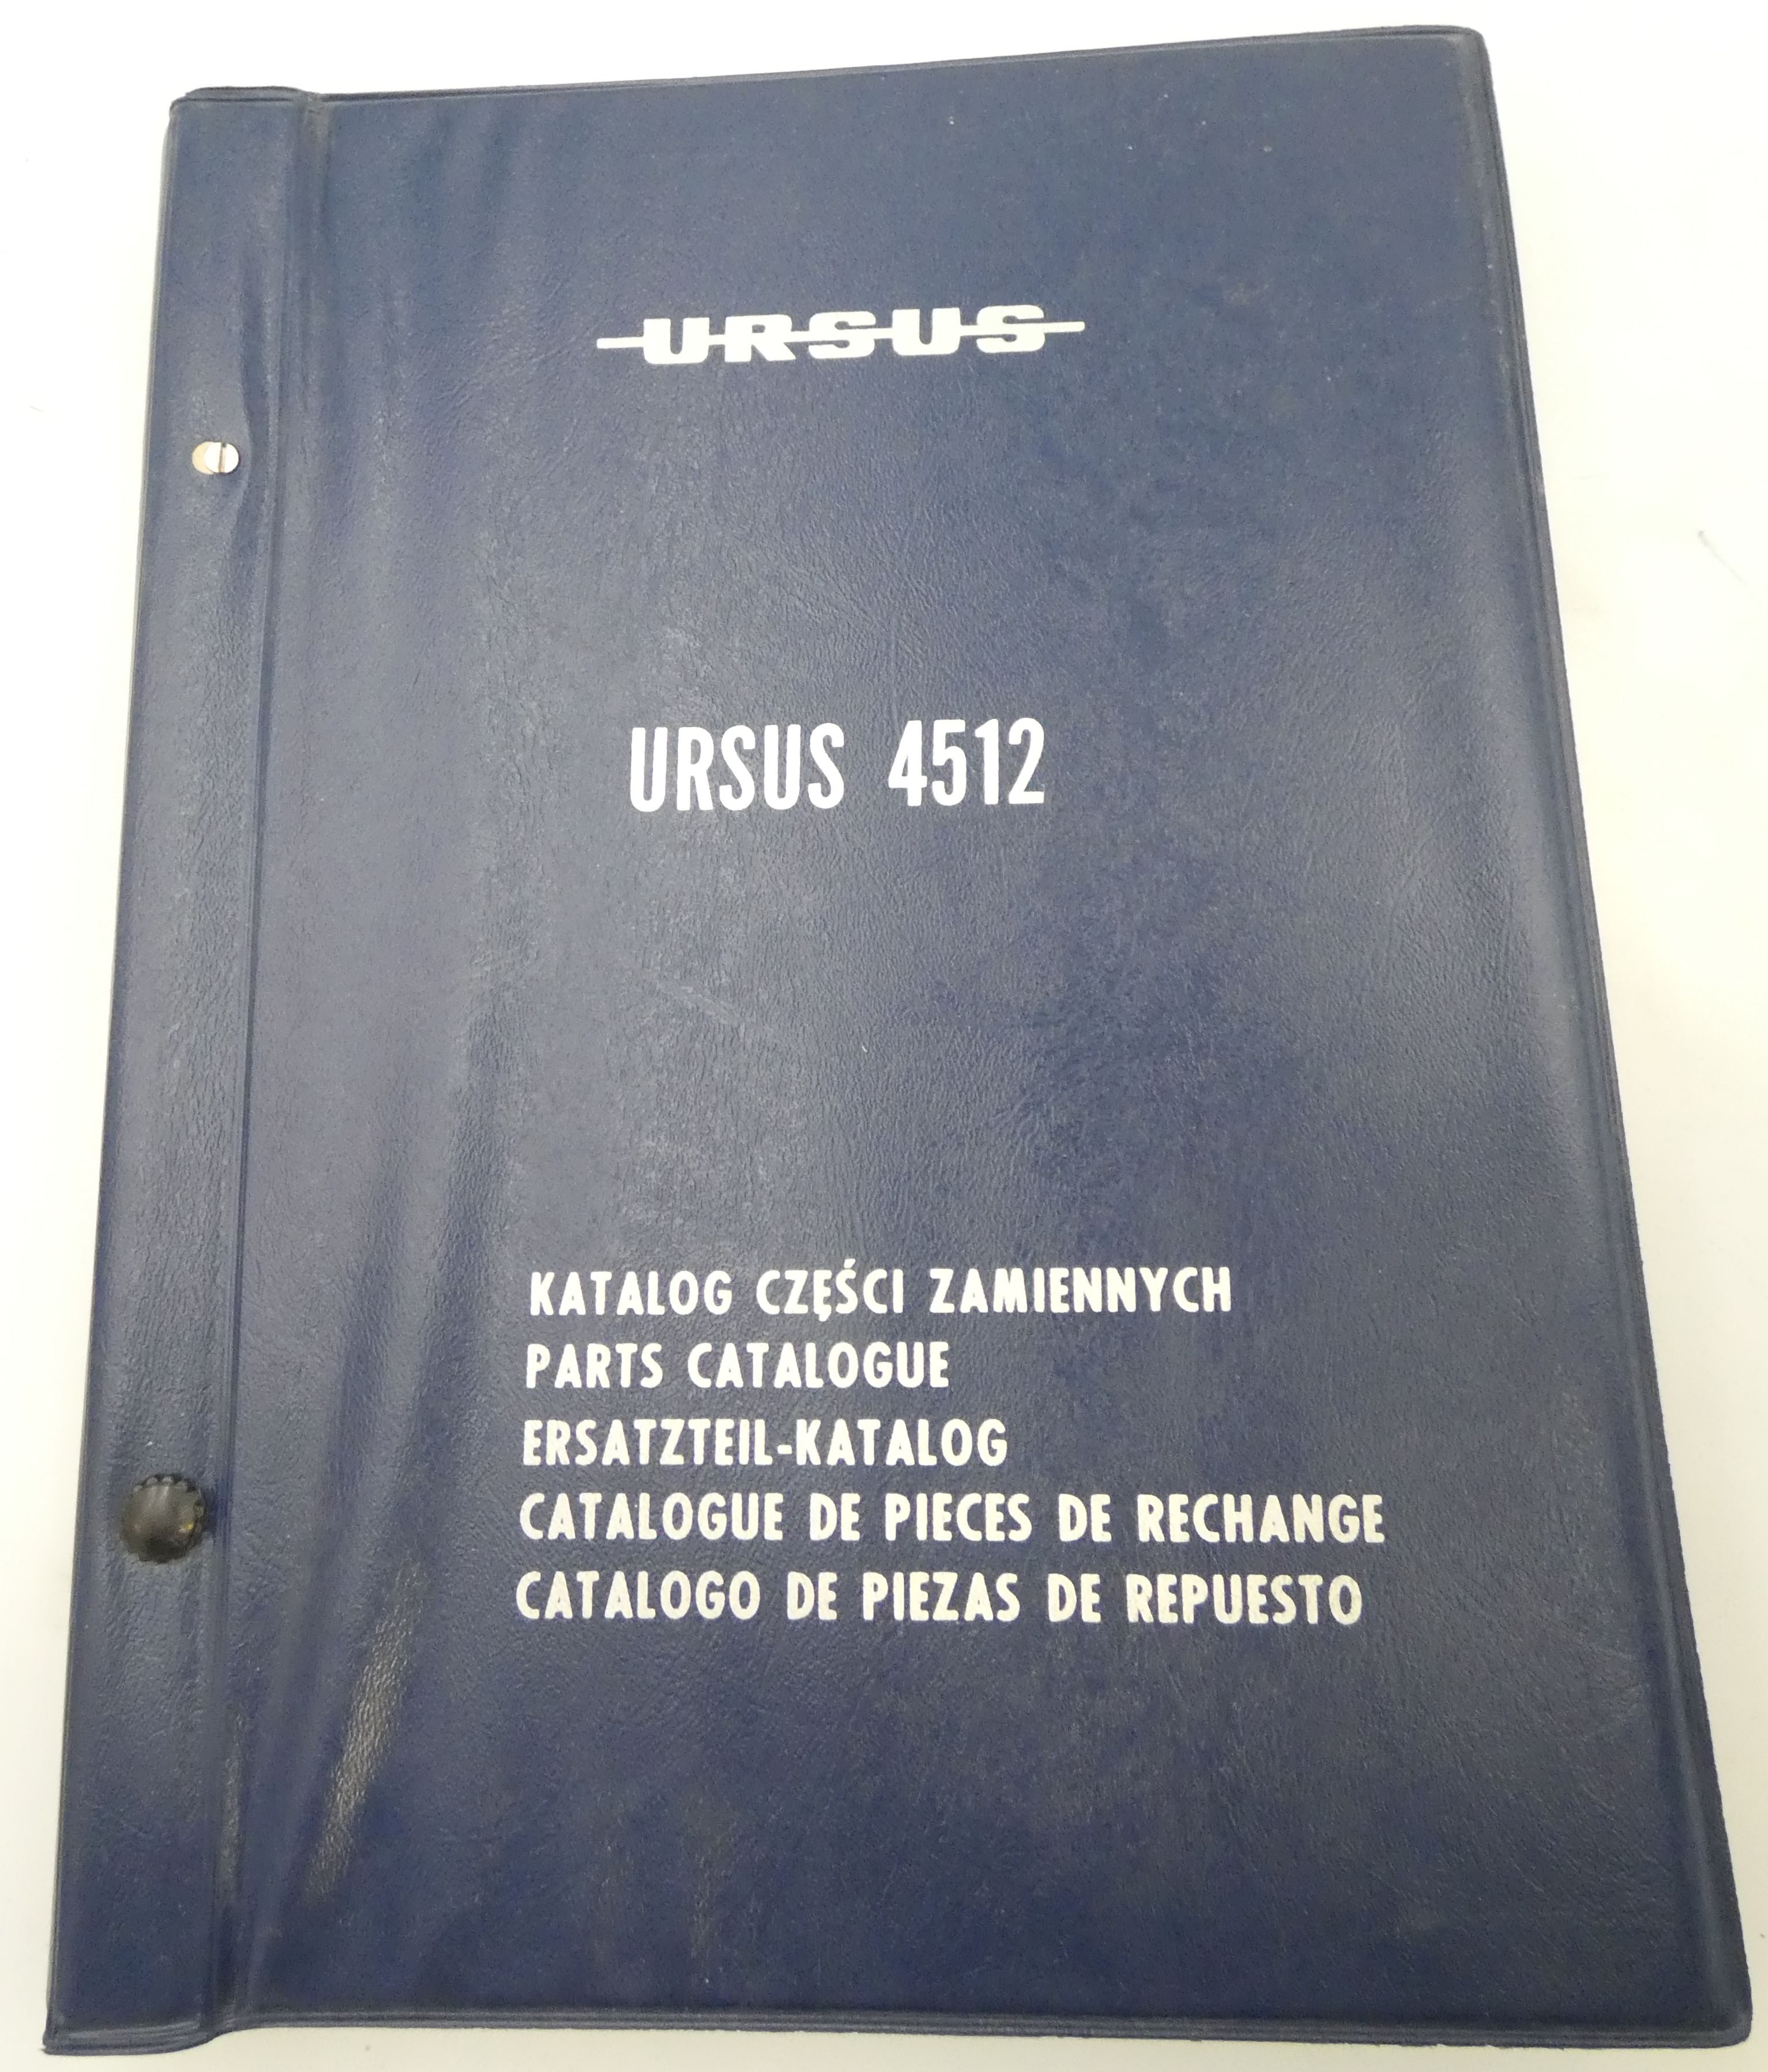 URSUS
URSUS 4512
KATALOG CZĘŚCI ZAMIENNYCH
PARTS CATALOGUE
ERSATZTEIL-KATALOG
CATALOGUE DE PIECES DE RECHANGE
CATALOGO DE PIEZAS DE REPUESTO